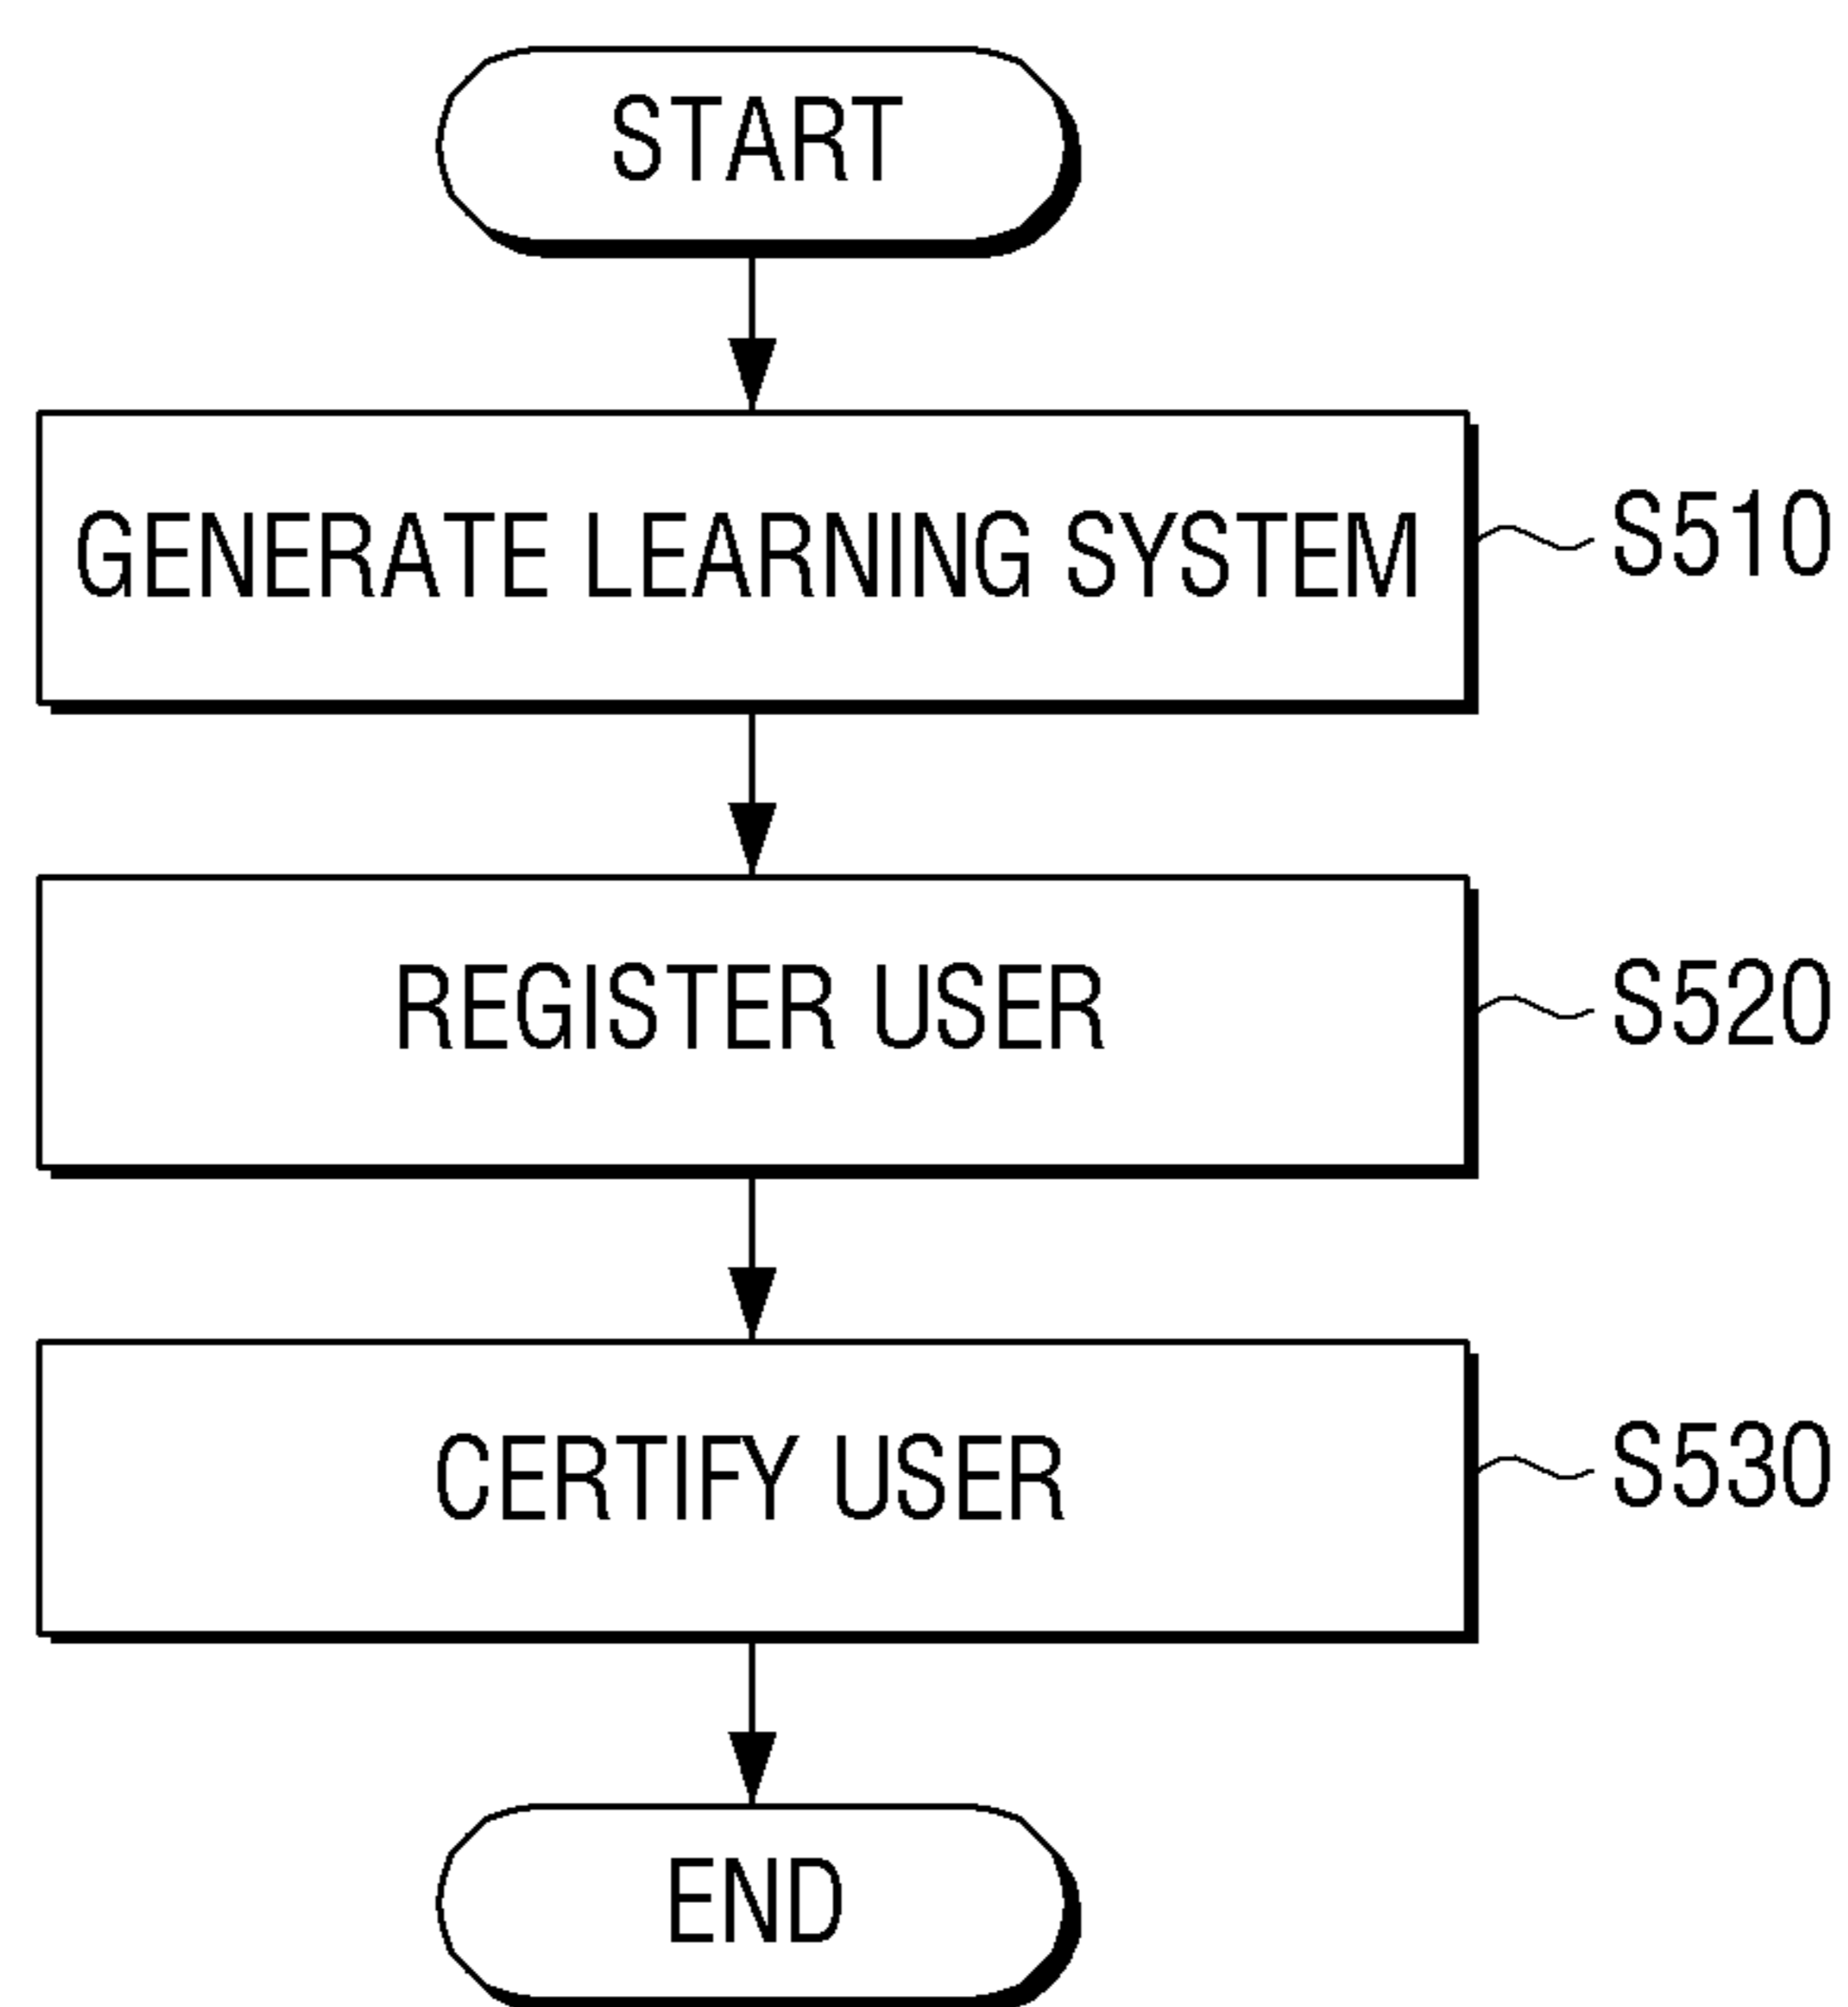 START
GENERATE LEARNING SYSTEM
S510
REGISTER USER
S520
CERTIFY USER
S530
END